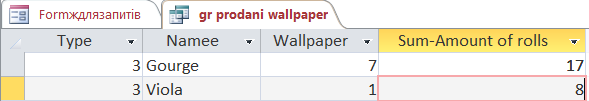 Formждлязапитів gr prodani wallpaper
Type Namee Wallpaper Sum-Amount of rolls
3 Gourge 7 17
3 Viola 1 8